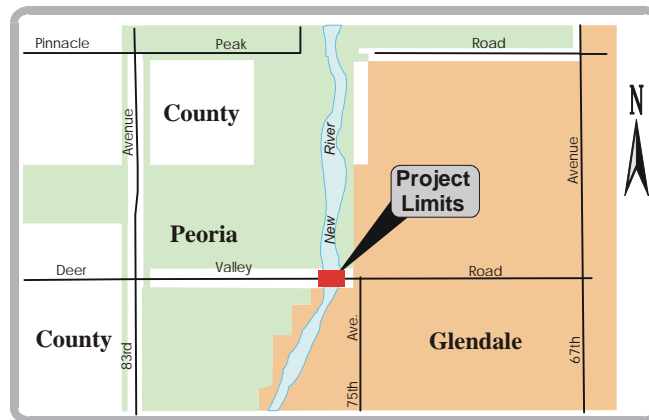 Pinnacle Peak Road
N
County
Avenue
River
Avenue
Project
Limits
New
Peoria
Deer Valley Road
County
83rd
75th Ave.
Glendale
67th